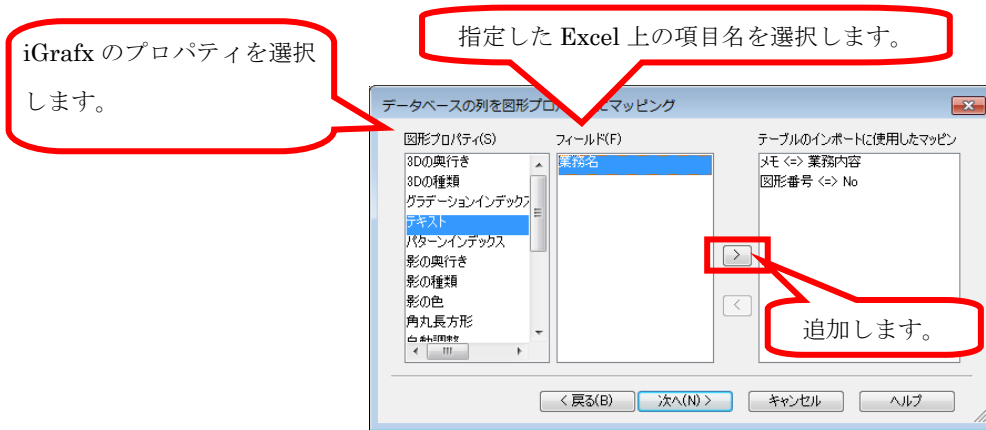 iGrafx のプロパティを選択
します。
指定した Excel 上の項目名を選択します。
データベースの列を図形プロ
にマッピング
図形プロパティ(S)
フィールド(F)
テーブルのインポートに使用したマッピン
3Dの奥行き
3Dの種類
グラデーションインデックス
テキスト
パターンインデックス
影の奥行き
影の種類
影の色
角丸長方形
自動調整
業務名
メモ <=> 業務内容
図形番号 <=> No
>
<
追加します。
< 戻る(B)
次へ(N) >
キャンセル
ヘルプ